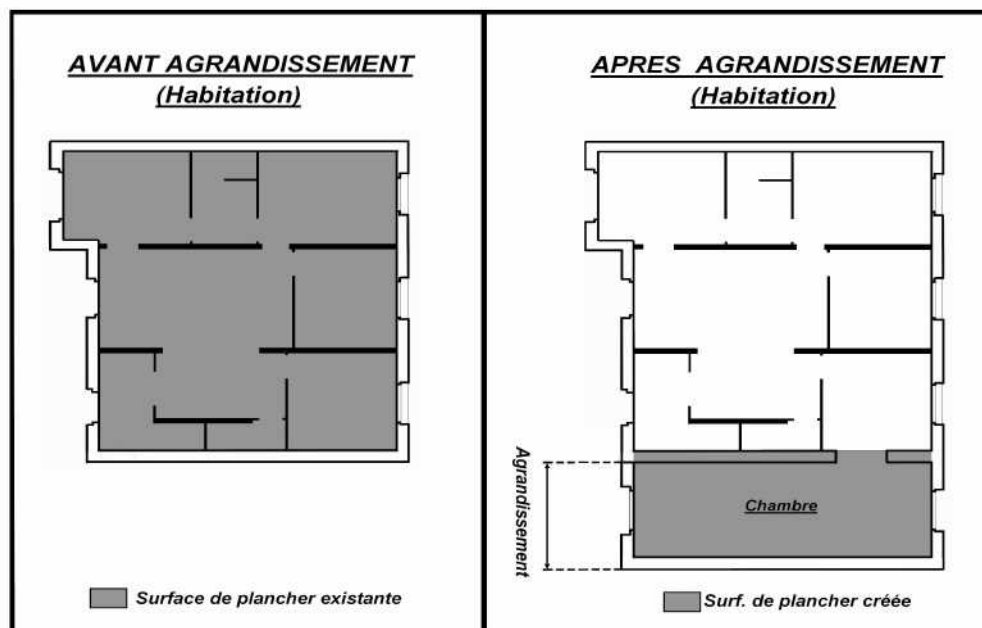 AVANT AGRANDISSEMENT
(Habitation)
Surface de plancher existante
APRES AGRANDISSEMENT
(Habitation)
Agrandissement
Chambre
Surf. de plancher créée